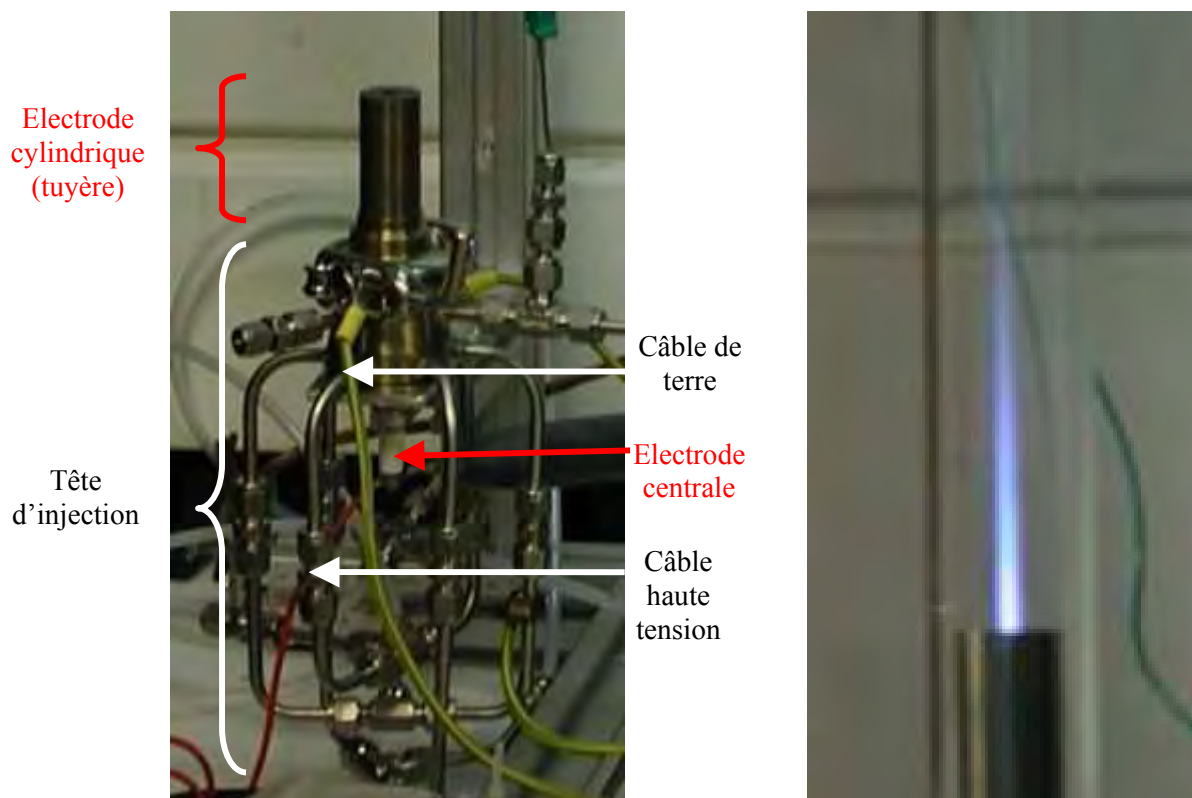 Electrode
cylindrique
(tuyère)
Tête
d’injection
Câble de
terre
Electrode
centrale
Câble
haute
tension